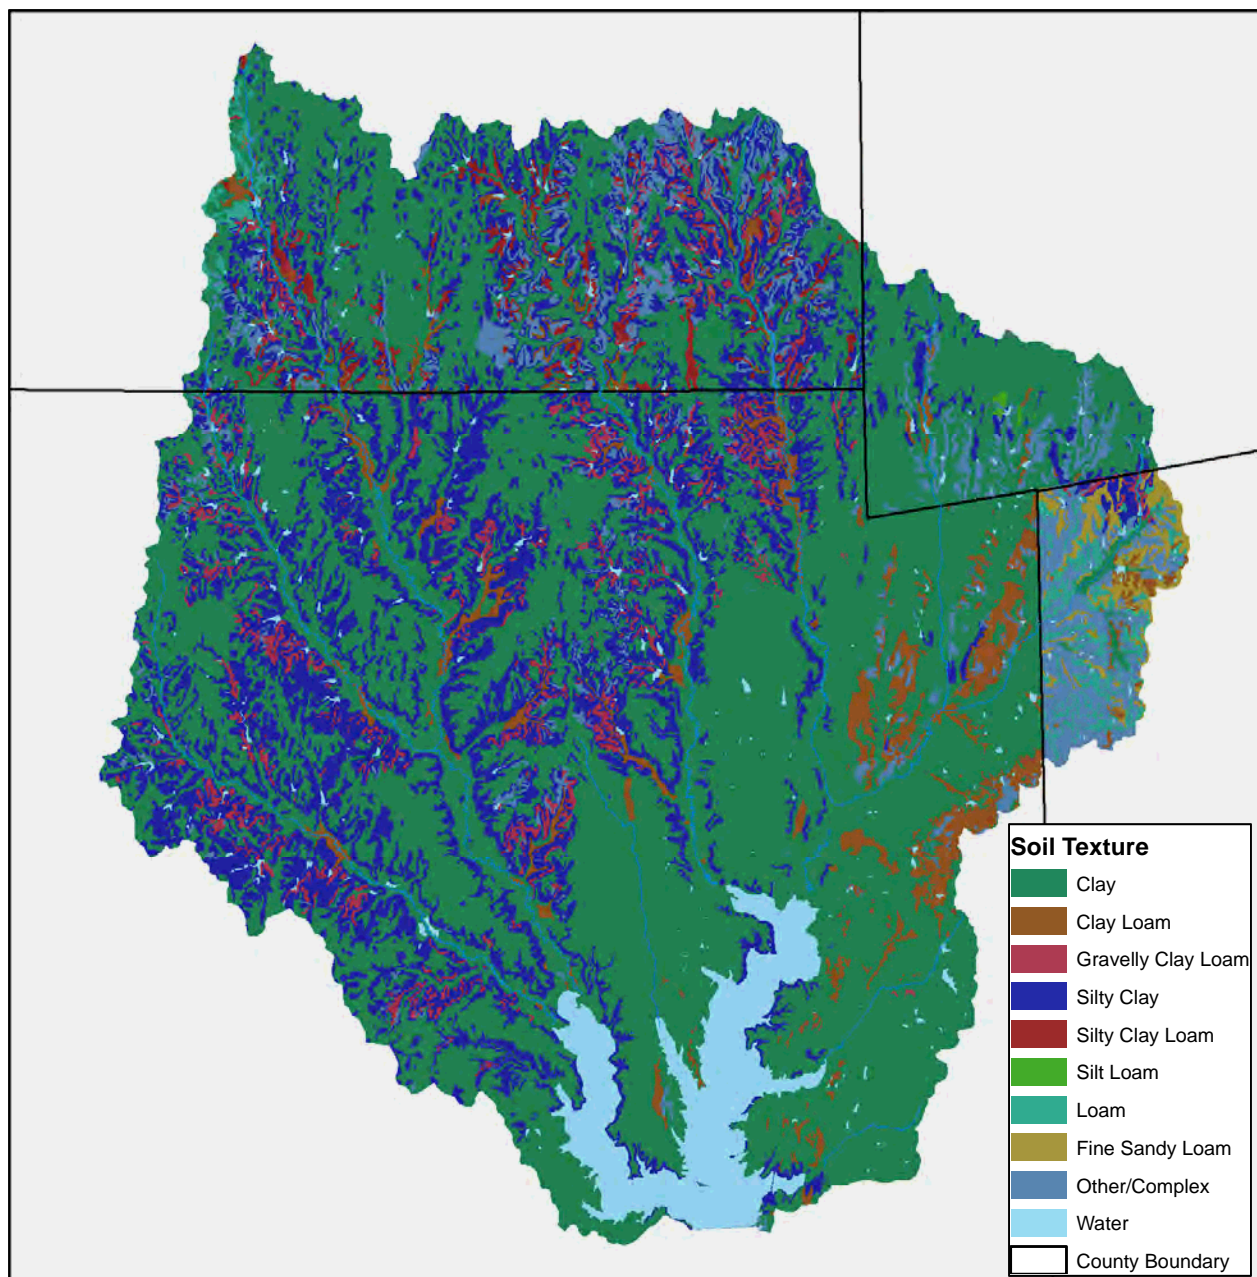 Soil Texture
Clay
Clay Loam
Gravelly Clay Loam
Silty Clay
Silty Clay Loam
Silt Loam
Loam
Fine Sandy Loam
Other/Complex
Water
County Boundary